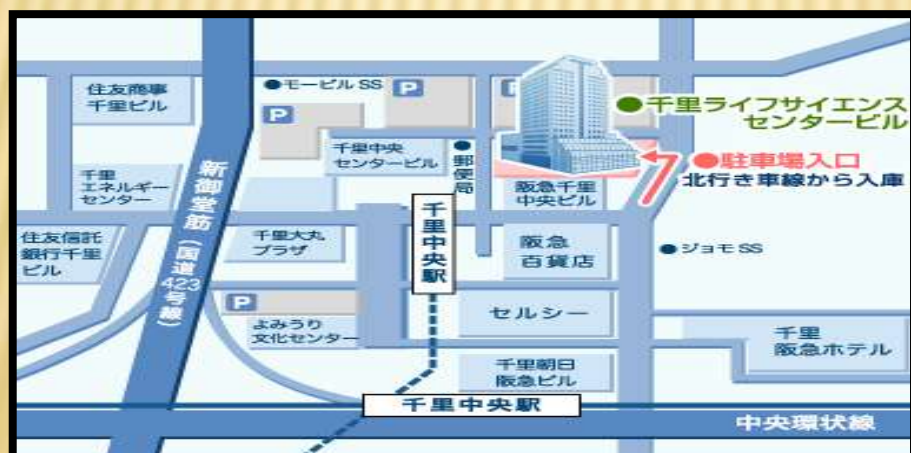 住友商事
千里ビル
●モービルSS
P
P
P
●千里ライフサイエンス
センタービル
千里中央
センタービル
●郵便局
●駐車場入口
北行き車線から入庫
千里
エネルギー
センター
新御堂筋(国道423号線)
阪急千里
中央ビル
千里中央駅
住友信託
銀行千里
ビル
千里大丸
プラザ
阪急
百貨店
●ジョモSS
P
よみうり
文化センター
セルシー
千里
阪急ホテル
千里朝日
阪急ビル
千里中央駅
中央環状線